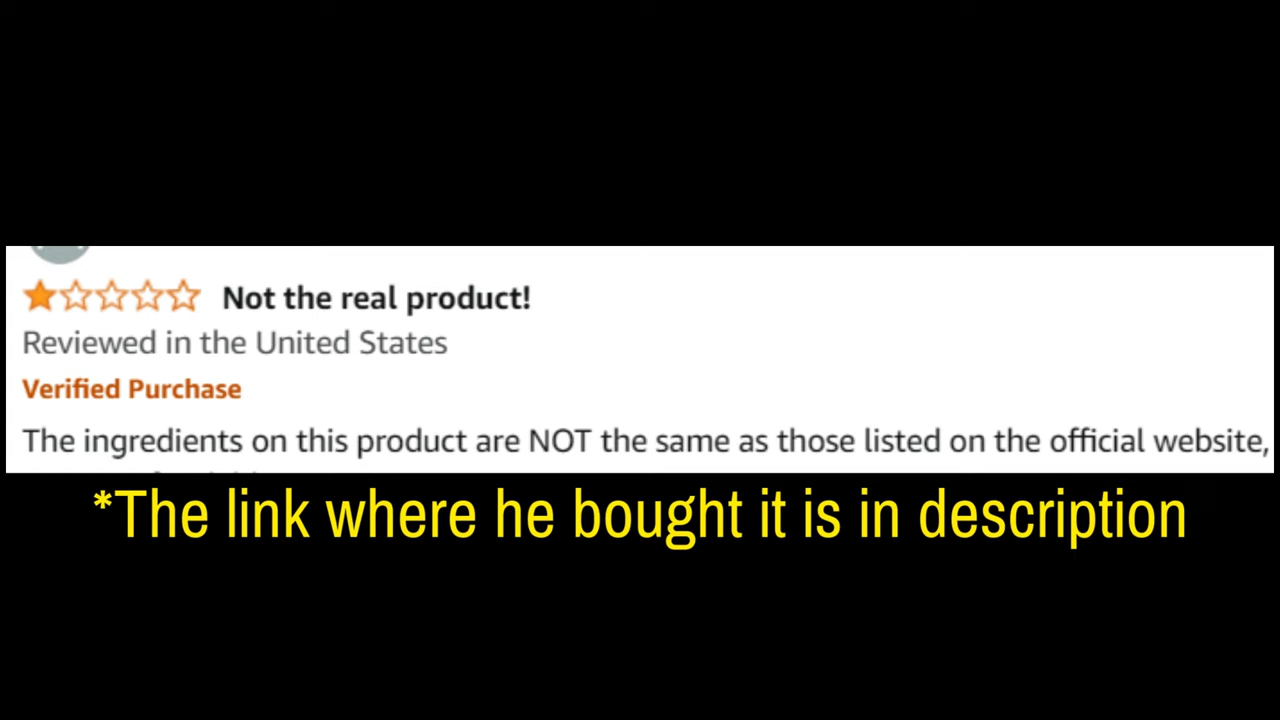 Not the real product!
Reviewed in the United States
Verified Purchase
The ingredients on this product are NOT the same as those listed on the official website,
*The link where he bought it is in description